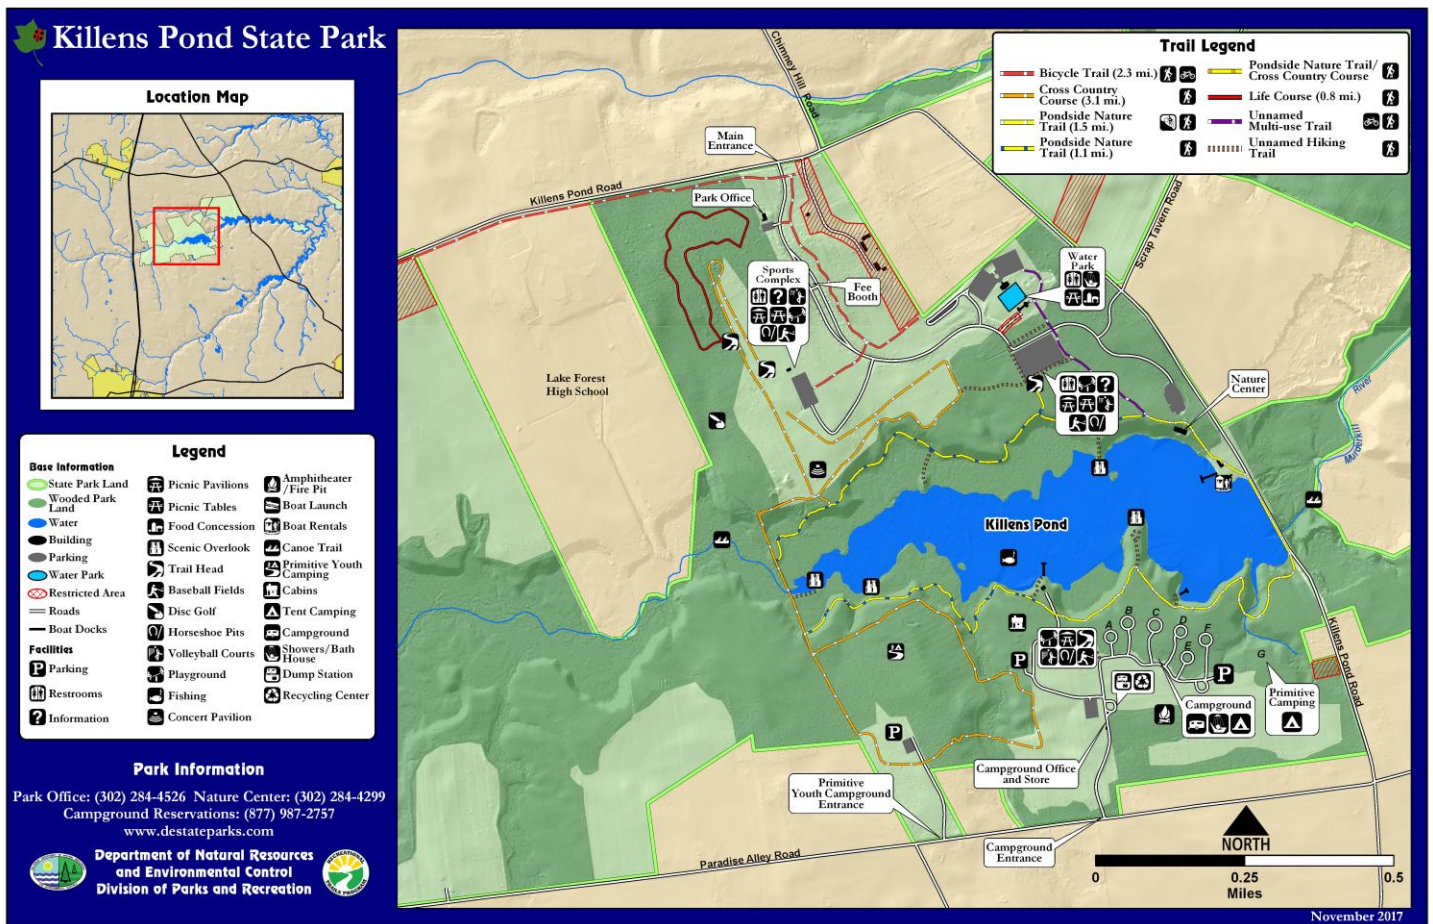 Killens Pond State Park
Location Map
Legend
Base Information
State Park Land
Wooded Park
Land
Water
Building
Parking
Water Park
Restricted Area
Roads
Boat Docks
Facilities
Parking
Restrooms
Information
Picnic Pavilions
Picnic Tables
Food Concession
Scenic Overlook
Trail Head
Baseball Fields
Disc Golf
Horseshoe Pits
Volleyball Courts
Playground
Fishing
Concert Pavilion
Amphitheater
/Fire Pit
Boat Launch
Boat Rentals
Canoe Trail
Primitive Youth
Camping
Cabins
Tent Camping
Campground
Showers/Bath
House
Dump Station
Recycling Center
Park Information
Park Office: (302) 284-4526 Nature Center: (302) 284-4299
Campground Reservations: (877) 987-2757
www.destateparks.com
Department of Natural Resources
and Environmental Control
Division of Parks and Recreation
Trail Legend
Bicycle Trail (2.3 mi.)
Cross Country
Course (3.1 mi.)
Pondside Nature
Trail (1.5 mi.)
Pondside Nature
Trail (1.1 mi.)
Pondside Nature Trail/
Cross Country Course
Life Course (0.8 mi.)
Unnamed
Multi-use Trail
Unnamed Hiking
Trail
Chimney Hill Road
Main
Entrance
Killens Pond Road
Park Office
Scrap Tavern Road
Sports
Complex
Fee
Booth
Water
Park
Lake Forest
High School
Nature
Center
Murderkill River
Killens Pond
A
B
C
D
E
F
G
P
P
P
Killens Pond Road
Primitive
Camping
Campground
Campground Office
and Store
Primitive
Youth Campground
Entrance
Campground
Entrance
Paradise Alley Road
NORTH
0
0.25
0.5
Miles
November 2017